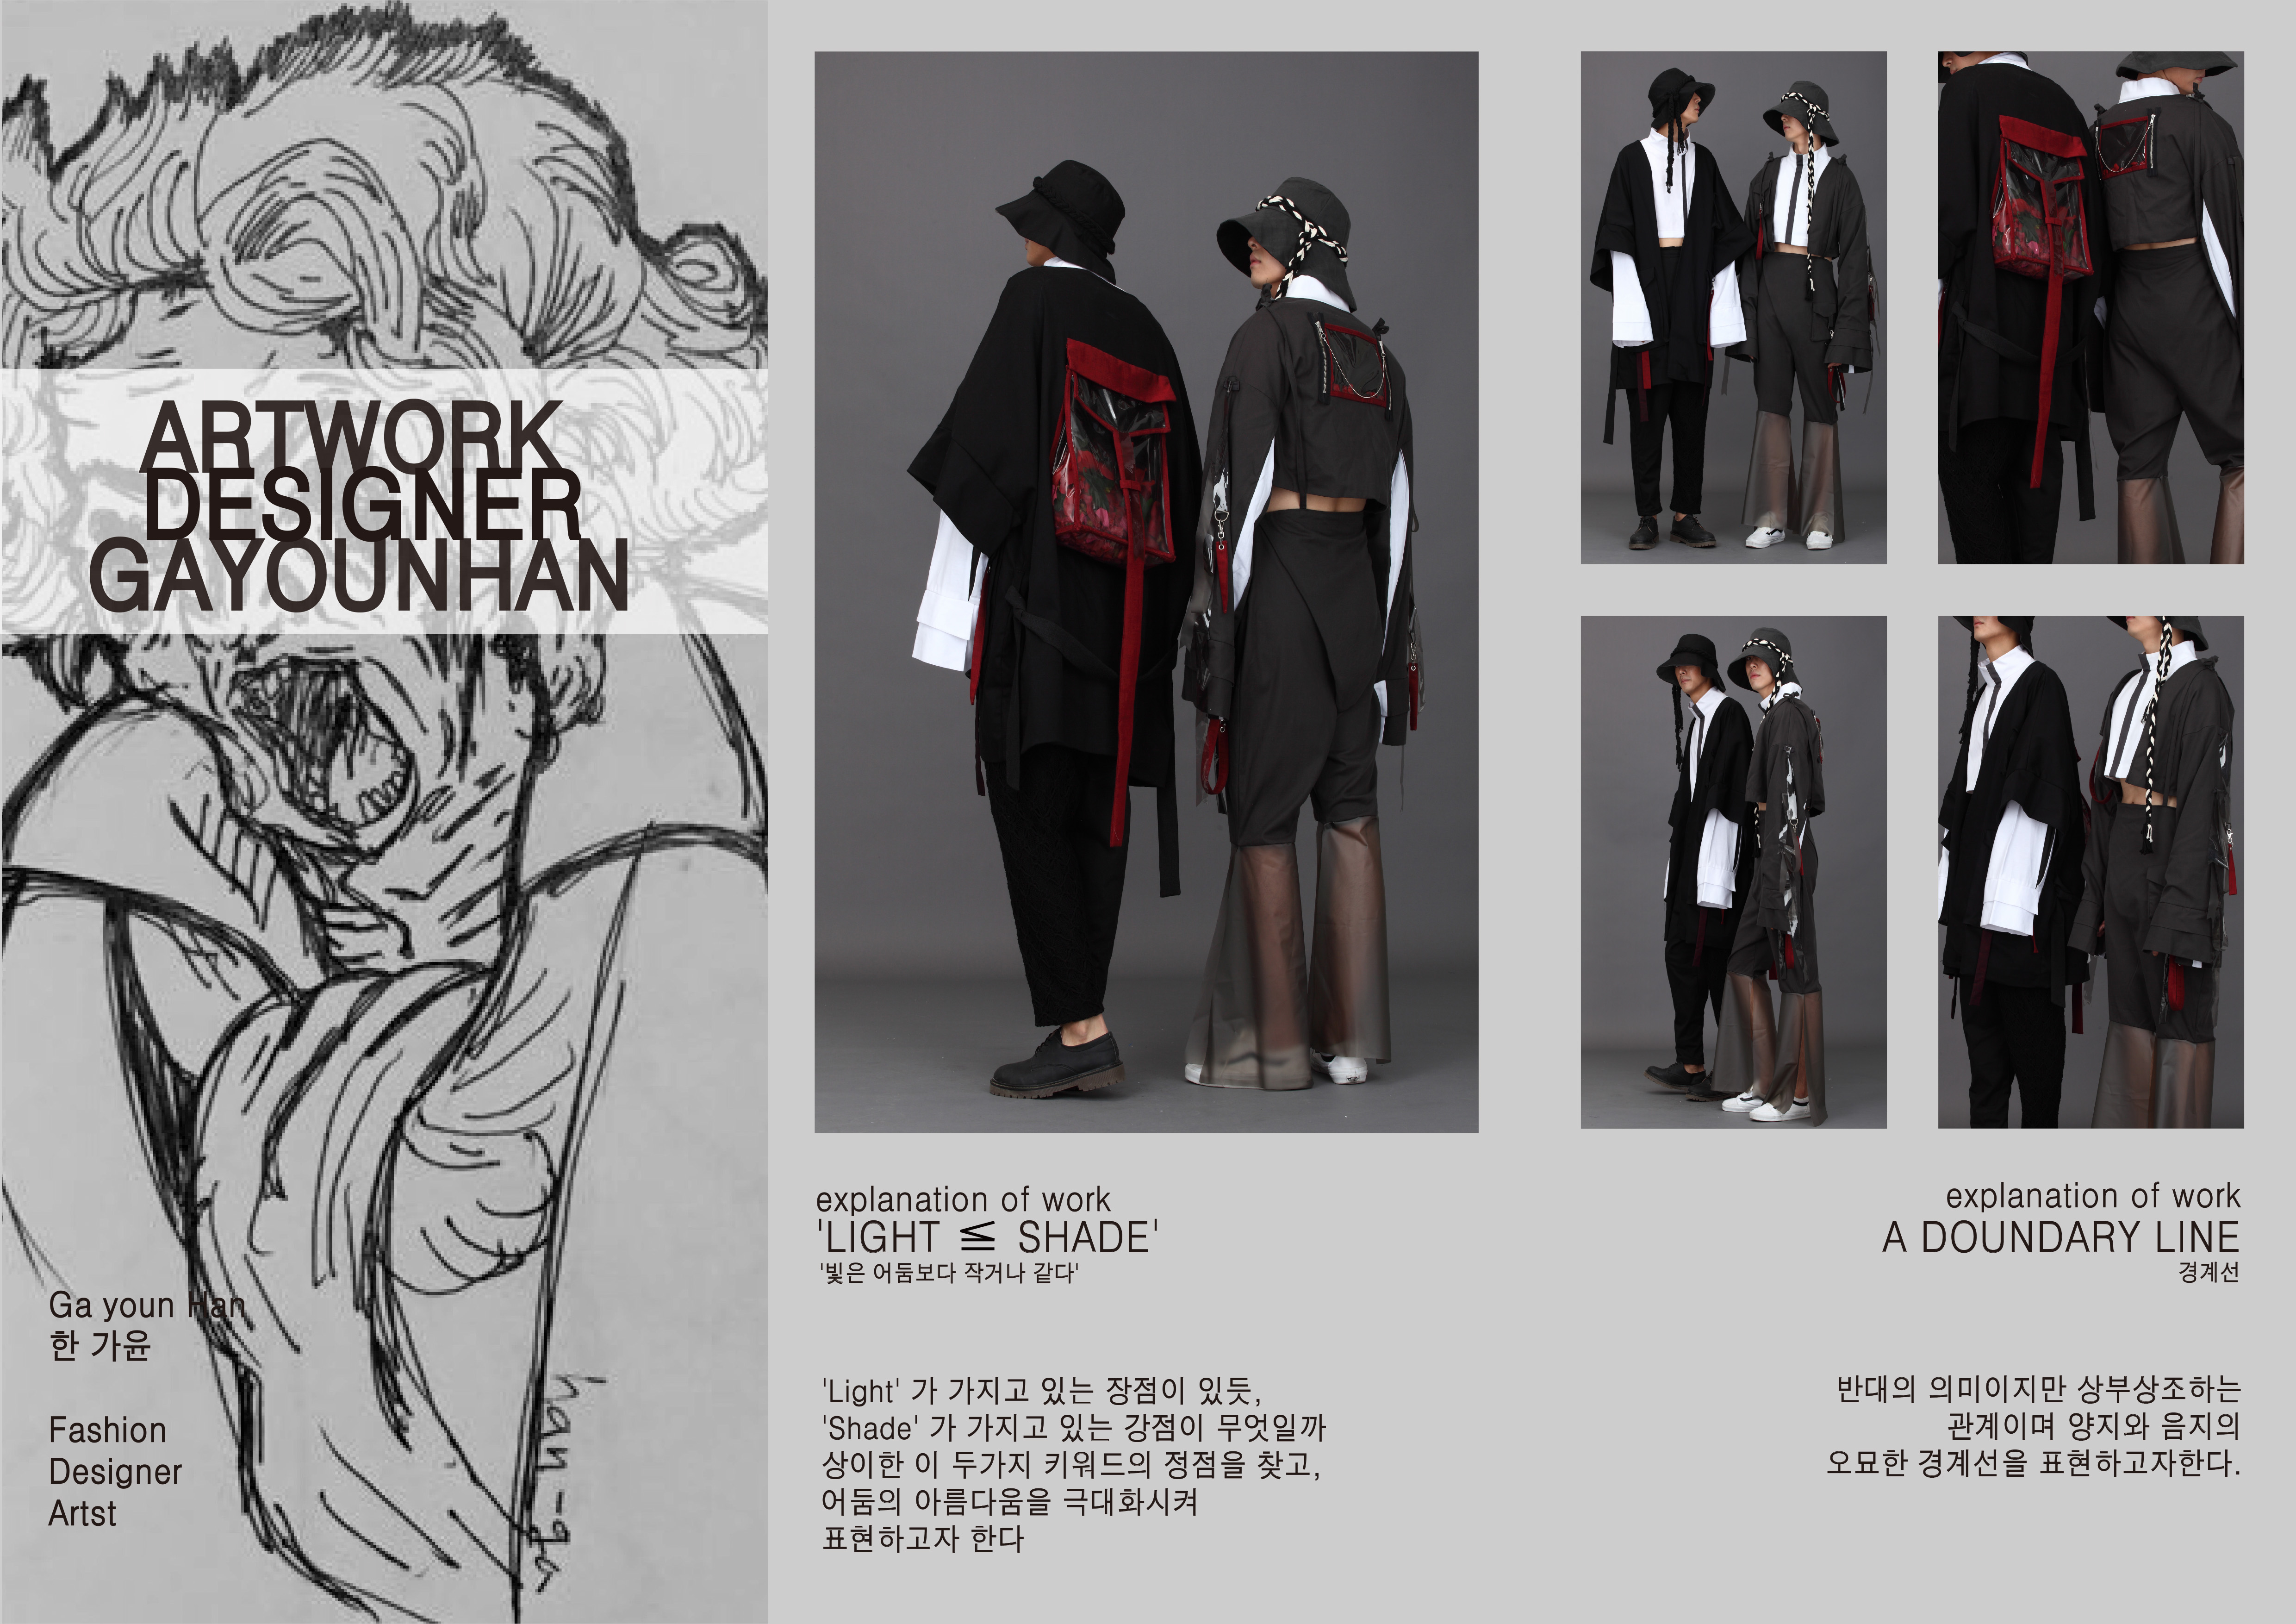 ARTWORK
DESIGNER
GAYOUNHAN
Ga youn Han
한 가윤
Fashion
Designer
Artst
han-ga
explanation of work
'LIGHT ≦ SHADE'
'빛은 어둠보다 작거나 같다'
'Light' 가 가지고 있는 장점이 있듯,
'Shade' 가 가지고 있는 강점이 무엇일까
상이한 이 두가지 키워드의 정점을 찾고,
어둠의 아름다움을 극대화시켜
표현하고자 한다
explanation of work
A DOUNDARY LINE
경계선
반대의 의미이지만 상부상조하는
관계이며 양지와 음지의
오묘한 경계선을 표현하고자한다.